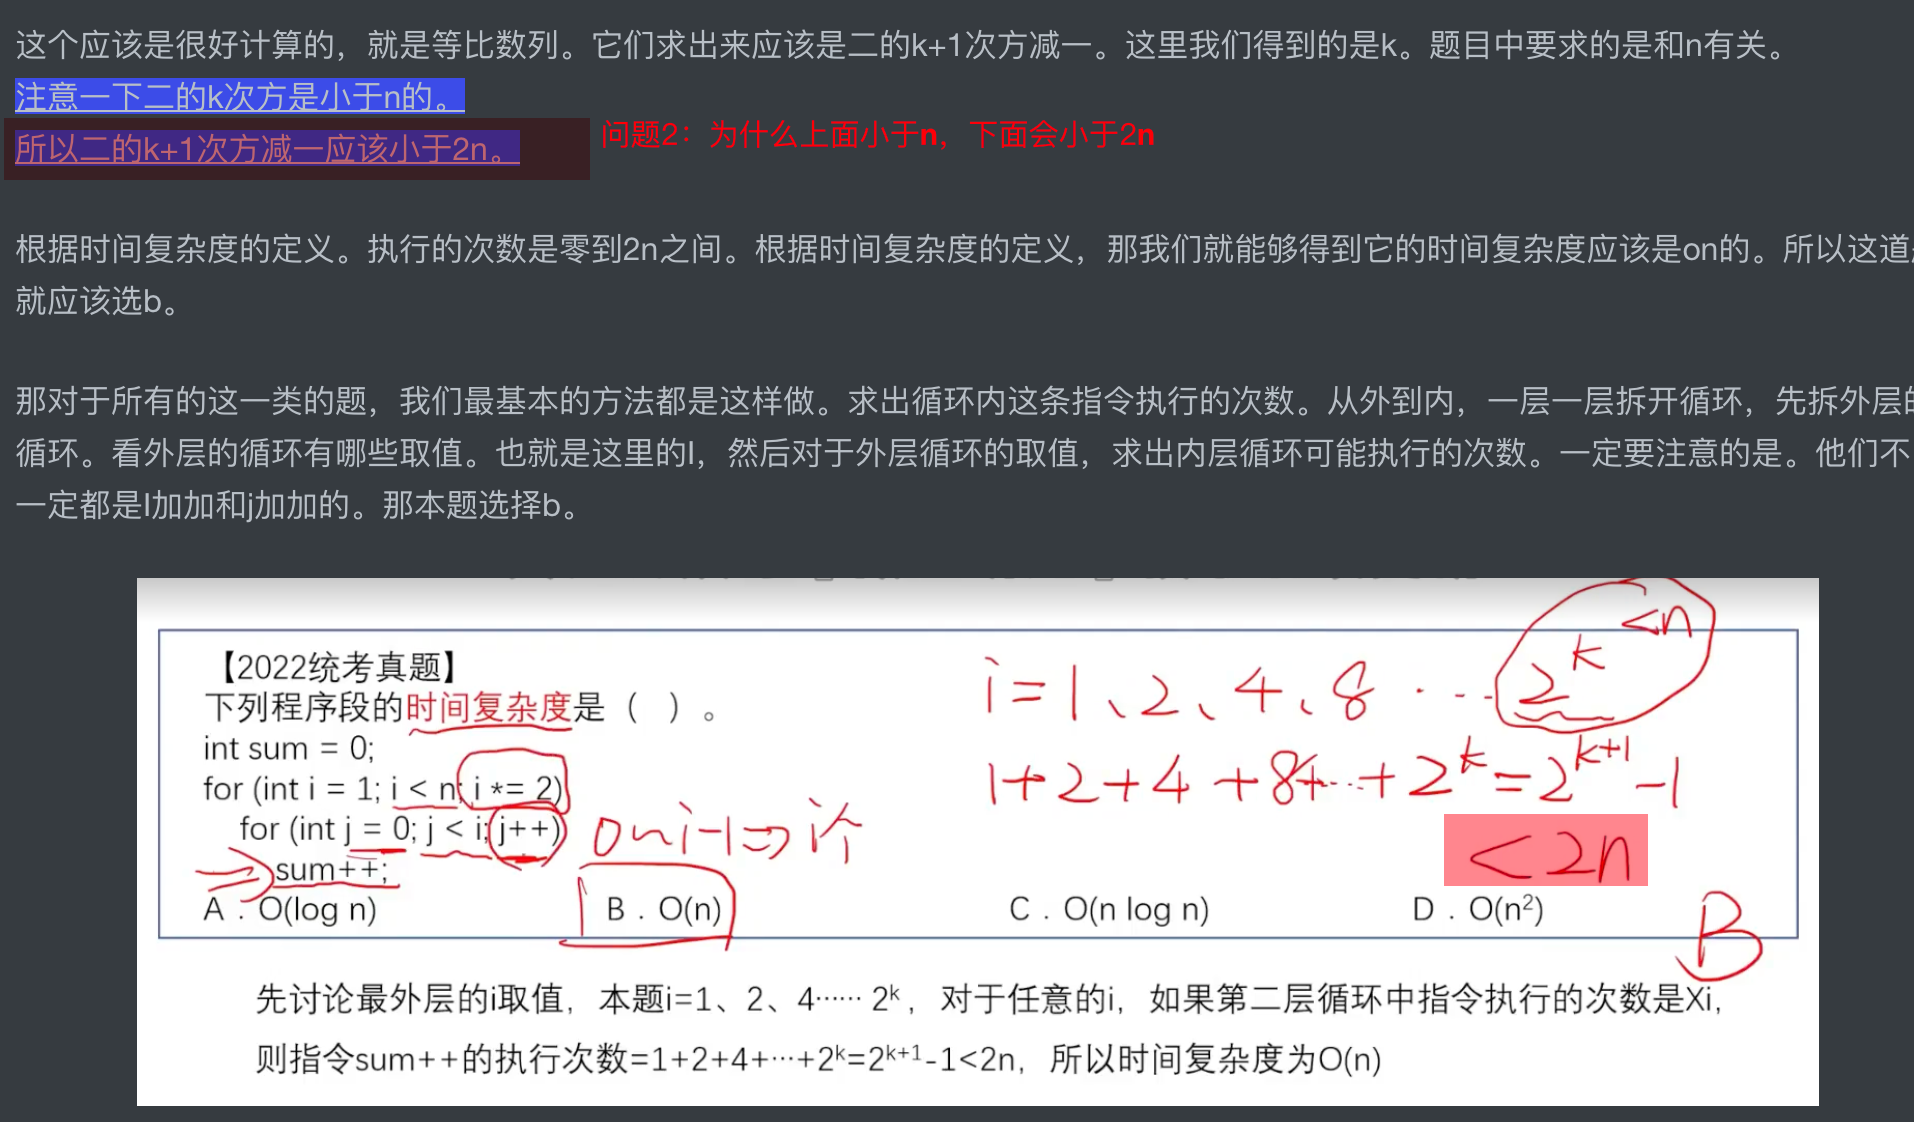 这个应该是很好计算的，就是等比数列。它们求出来应该是二的k+1次方减一。这里我们得到的是k。题目中要求的是和n有关。
注意一下二的k次方是小于n的。
所以二的k+1次方减一应该小于2n。
问题2：为什么上面小于n，下面会小于2n
根据时间复杂度的定义。执行的次数是零到2n之间。根据时间复杂度的定义，那我们就能够得到它的时间复杂度应该是on的。所以这道
就应该选b。
那对于所有的这一类的题，我们最基本的方法都是这样做。求出循环内这条指令执行的次数。从外到内，一层一层拆开循环，先拆外层的
循环。看外层的循环有哪些取值。也就是这里的I，然后对于外层循环的取值，求出内层循环可能执行的次数。一定要注意的是。他们不
一定都是I加加和j加加的。那本题选择b。
【2022统考真题】
下列程序段的时间复杂度是（ ）。
int sum = 0;
for (int i = 1; i < n; i *= 2)
for (int j = 0; j < i; j++)
sum++;
0~i-1⇒i个
i=1、2、4、8……2ᵏ<n
1+2+4+8+…+2ᵏ=2ᵏ⁺¹-1
<2n
A．O(log n) B．O(n) C．O(n log n) D．O(n²)
B
先讨论最外层的i取值，本题i=1、2、4…… 2ᵏ，对于任意的i，如果第二层循环中指令执行的次数是Xi，
则指令sum++的执行次数=1+2+4+…+2ᵏ=2ᵏ⁺¹-1<2n，所以时间复杂度为O(n)